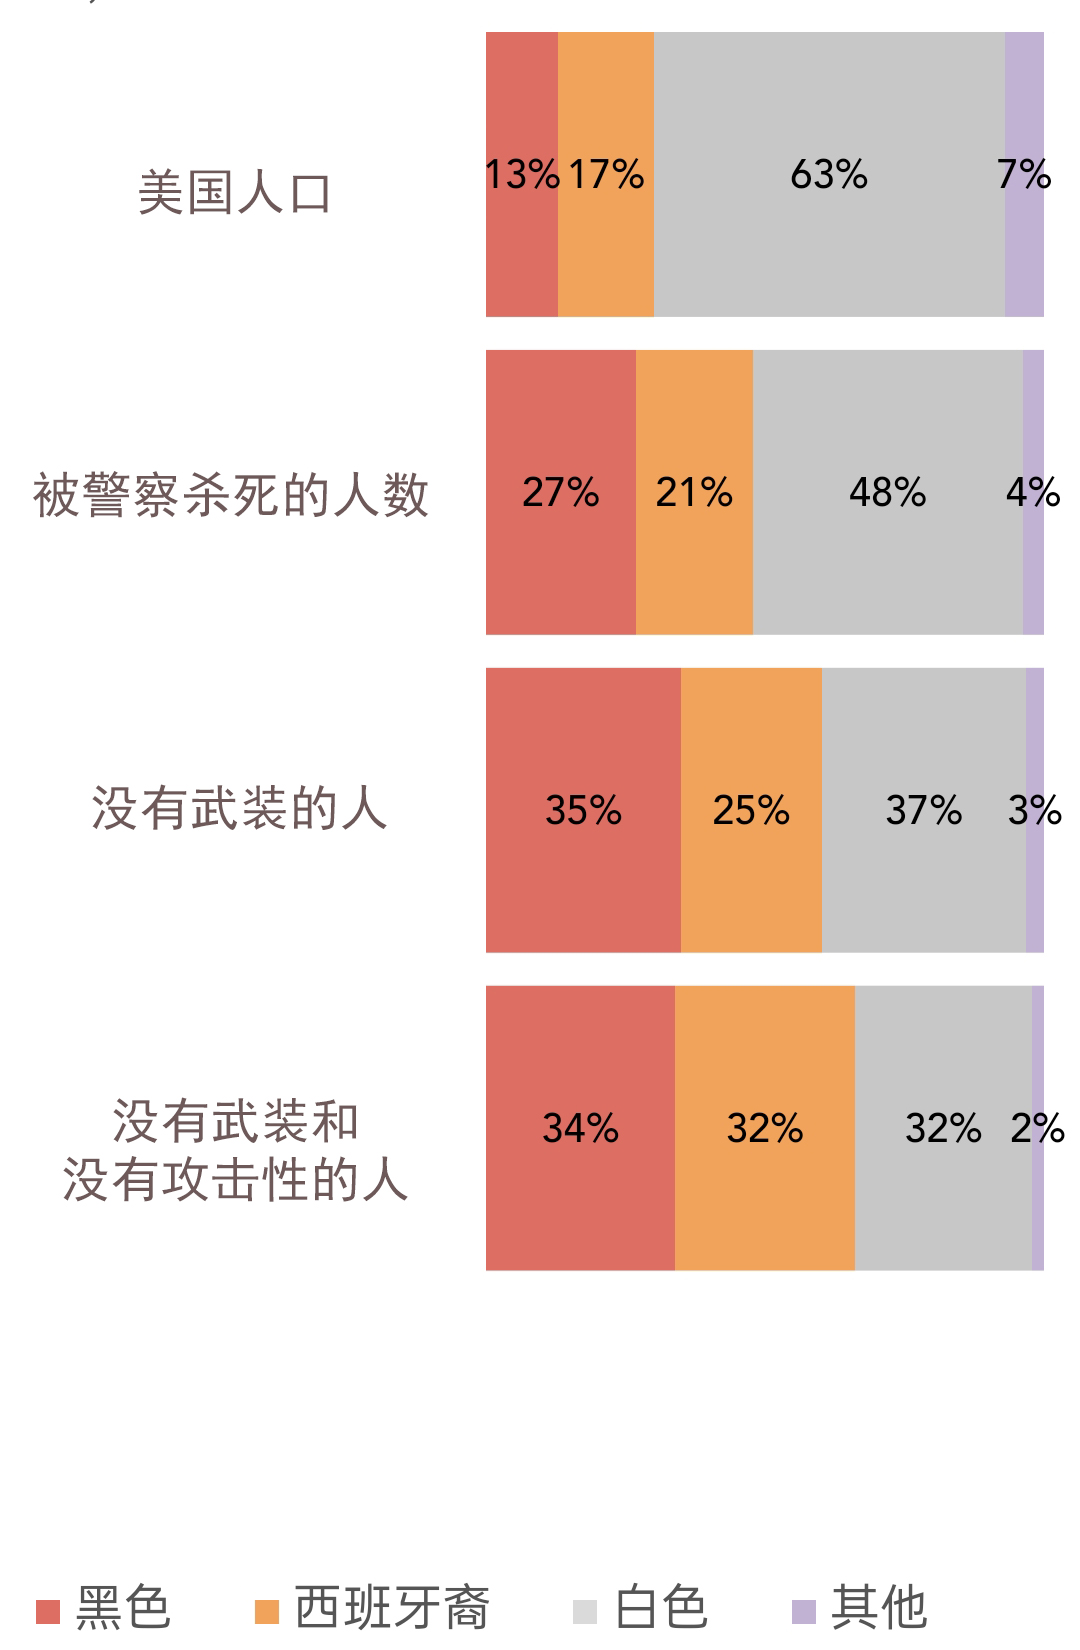 美国人口
13% 17% 63% 7%
被警察杀死的人数
27% 21% 48% 4%
没有武装的人
35% 25% 37% 3%
没有武装和
没有攻击性的人
34% 32% 32% 2%
黑色 西班牙裔 白色 其他